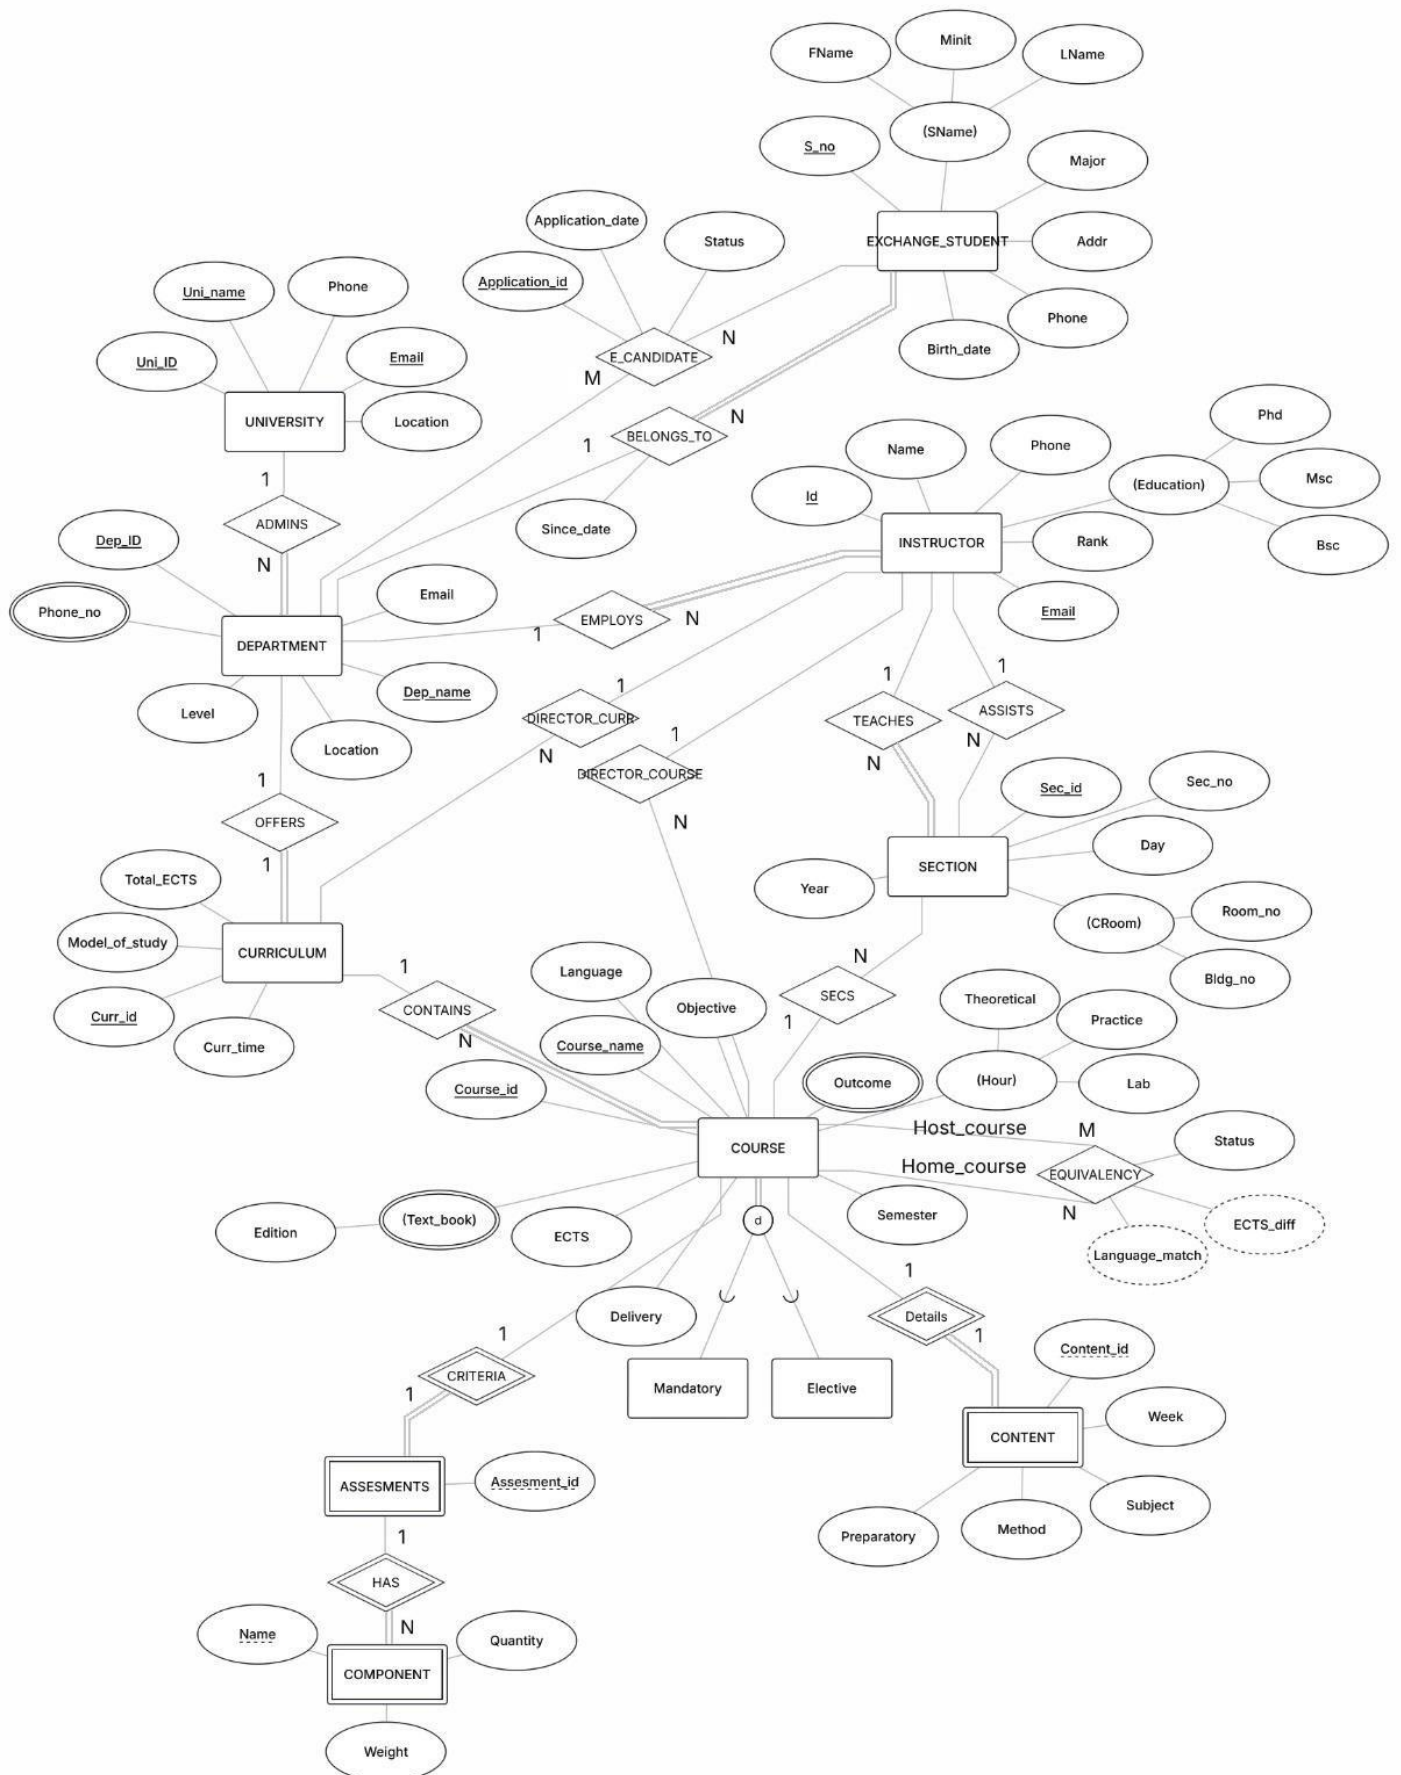 FName
Minit
LName
(SName)
S_no
Major
EXCHANGE_STUDENT
Addr
Phone
Birth_date
Application_date
Status
Application_id
E_CANDIDATE
N
M
Uni_name
Phone
Uni_ID
Email
UNIVERSITY
Location
1
ADMINS
N
BELONGS_TO
N
1
Since_date
Name
Phone
Phd
(Education)
Msc
Bsc
Id
INSTRUCTOR
Rank
Email
Dep_ID
Phone_no
Email
DEPARTMENT
Dep_name
Level
Location
EMPLOYS
1
N
1
DIRECTOR_CURR
N
1
DIRECTOR_COURSE
N
1
TEACHES
N
1
ASSISTS
N
1
OFFERS
1
Sec_id
Sec_no
Day
SECTION
Year
(CRoom)
Room_no
Bldg_no
Total_ECTS
Model_of_study
CURRICULUM
Curr_id
Curr_time
1
CONTAINS
N
Language
Objective
Course_name
Course_id
N
SECS
1
Theoretical
Practice
Outcome
(Hour)
Lab
COURSE
Host_course
M
Home_course
EQUIVALENCY
N
Status
ECTS_diff
Language_match
Edition
(Text_book)
ECTS
d
Semester
Delivery
Mandatory
Elective
1
Details
1
Content_id
Week
CONTENT
Subject
Method
Preparatory
1
CRITERIA
1
ASSESMENTS
Assesment_id
1
HAS
N
Name
Quantity
COMPONENT
Weight